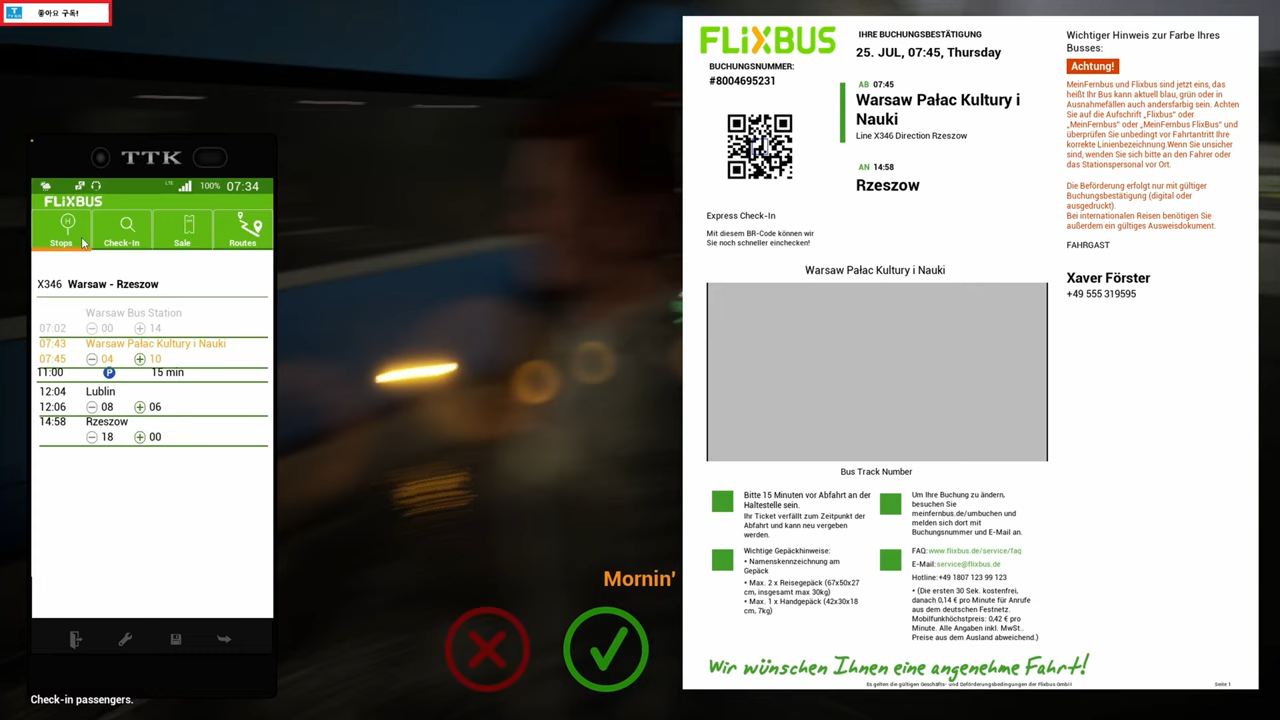 좋아요 구독!
TTK
LTE 100% 07:34
FLiXBUS
Stops Check-In Sale Routes
X346 Warsaw - Rzeszow
Warsaw Bus Station
07:02 00 14
07:43 Warsaw Pałac Kultury i Nauki
07:45 04 10
11:00 P 15 min
12:04 Lublin
12:06 08 06
14:58 Rzeszow
18 00
Check-in passengers.
Mornin'
FLiXBUS
BUCHUNGSNUMMER:
#8004695231
Express Check-In
Mit diesem BR-Code können wir
Sie noch schneller einchecken!
IHRE BUCHUNGSBESTÄTIGUNG
25. JUL, 07:45, Thursday
AB 07:45
Warsaw Pałac Kultury i
Nauki
Line X346 Direction Rzeszow
AN 14:58
Rzeszow
Warsaw Pałac Kultury i Nauki
Bus Track Number
Bitte 15 Minuten vor Abfahrt an der
Haltestelle sein.
Ihr Ticket verfällt zum Zeitpunkt der
Abfahrt und kann neu vergeben
werden.
Wichtige Gepäckhinweise:
• Namenskennzeichnung am
Gepäck
• Max. 2 x Reisegepäck (67x50x27
cm, insgesamt max 30kg)
• Max. 1 x Handgepäck (42x30x18
cm, 7kg)
Um Ihre Buchung zu ändern,
besuchen Sie
meinfernbus.de/umbuchen und
melden sich dort mit
Buchungsnummer und E-Mail an.
FAQ: www.flixbus.de/service/faq
E-Mail: service@flixbus.de
Hotline: +49 1807 123 99 123
• (Die ersten 30 Sek. kostenfrei,
danach 0,14 € pro Minute für Anrufe
aus dem deutschen Festnetz.
Mobilfunkhöchstpreis: 0,42 € pro
Minute. Alle Angaben inkl. MwSt..
Preise aus dem Ausland abweichend.)
Wichtiger Hinweis zur Farbe Ihres
Busses:
Achtung!
MeinFernbus und Flixbus sind jetzt eins, das
heißt Ihr Bus kann aktuell blau, grün oder in
Ausnahmefällen auch andersfarbig sein. Achten
Sie auf die Aufschrift „Flixbus“ oder
„MeinFernbus“ oder „MeinFernbus FlixBus“ und
überprüfen Sie unbedingt vor Fahrtantritt Ihre
korrekte Linienbezeichnung.Wenn Sie unsicher
sind, wenden Sie sich bitte an den Fahrer oder
das Stationspersonal vor Ort.
Die Beförderung erfolgt nur mit gültiger
Buchungsbestätigung (digital oder
ausgedruckt).
Bei internationalen Reisen benötigen Sie
außerdem ein gültiges Ausweisdokument.
FAHRGAST
Xaver Förster
+49 555 319595
Wir wünschen Ihnen eine angenehme Fahrt!
Es gelten die gültigen Geschäfts- und Beförderungsbedingungen der Flixbus GmbH
Seite 1